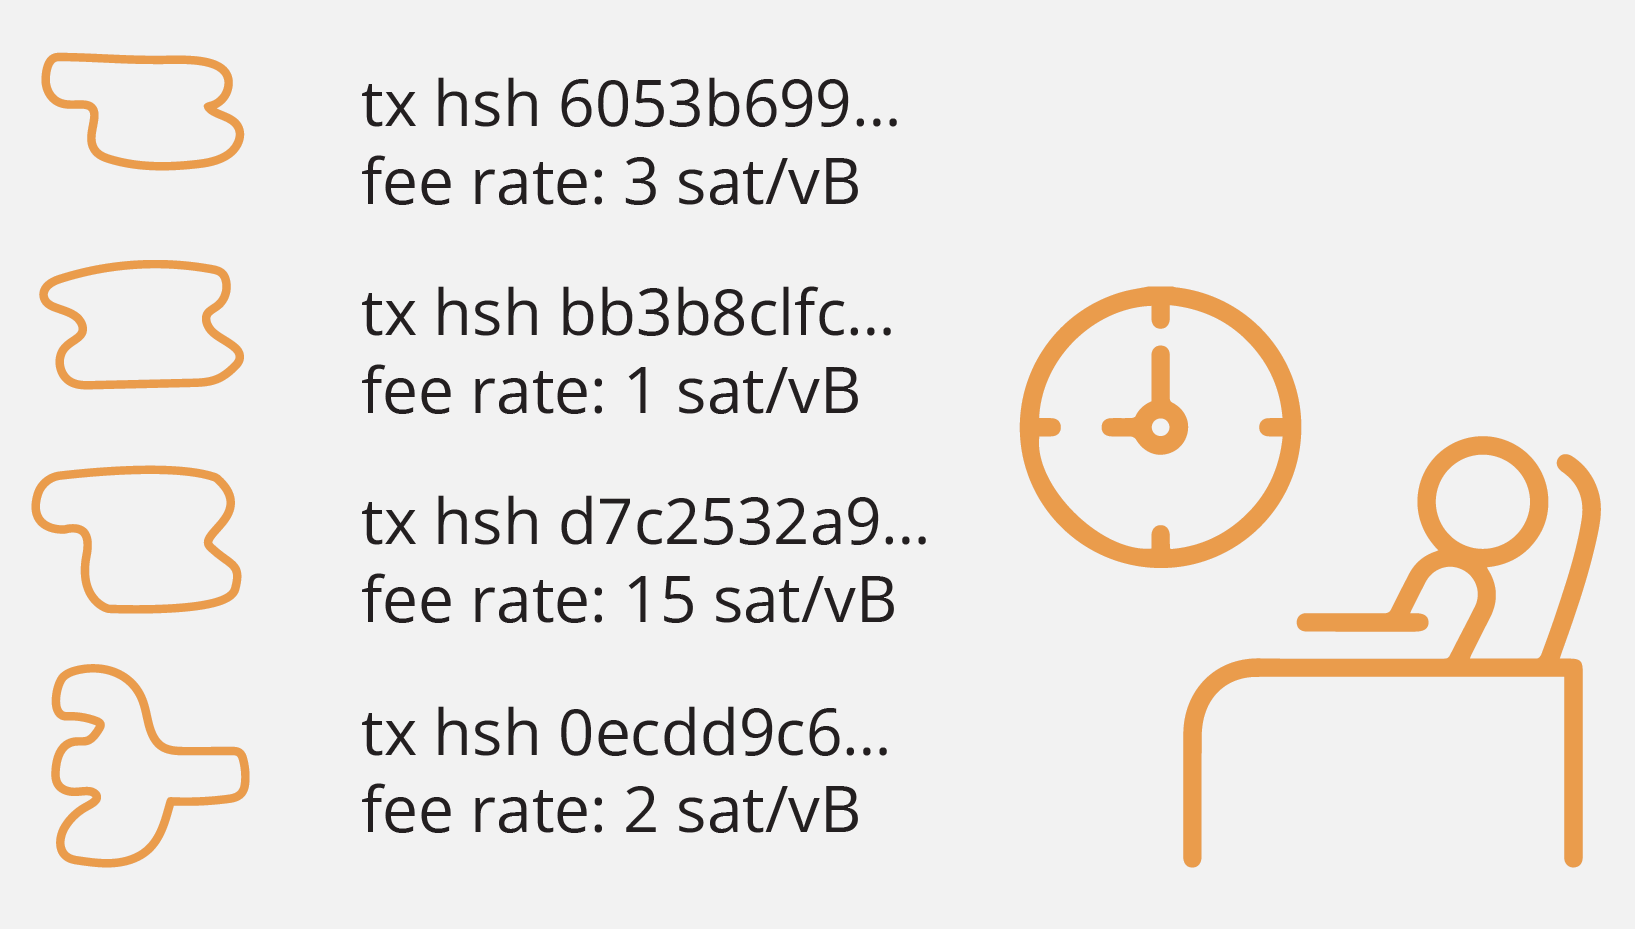 tx hsh 6053b699...
fee rate: 3 sat/vB
tx hsh bb3b8clfc...
fee rate: 1 sat/vB
tx hsh d7c2532a9...
fee rate: 15 sat/vB
tx hsh 0ecdd9c6...
fee rate: 2 sat/vB